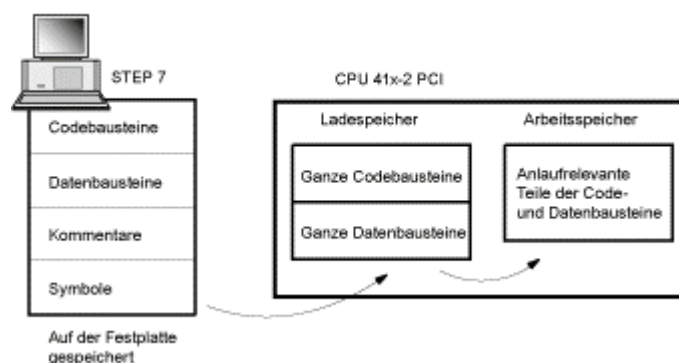 STEP 7
Codebausteine
Datenbausteine
Kommentare
Symbole
Auf der Festplatte
gespeichert
CPU 41x-2 PCI
Ladespeicher
Ganze Codebausteine
Ganze Datenbausteine
Arbeitsspeicher
Anlaufrelevante
Teile der Code-
und Datenbausteine